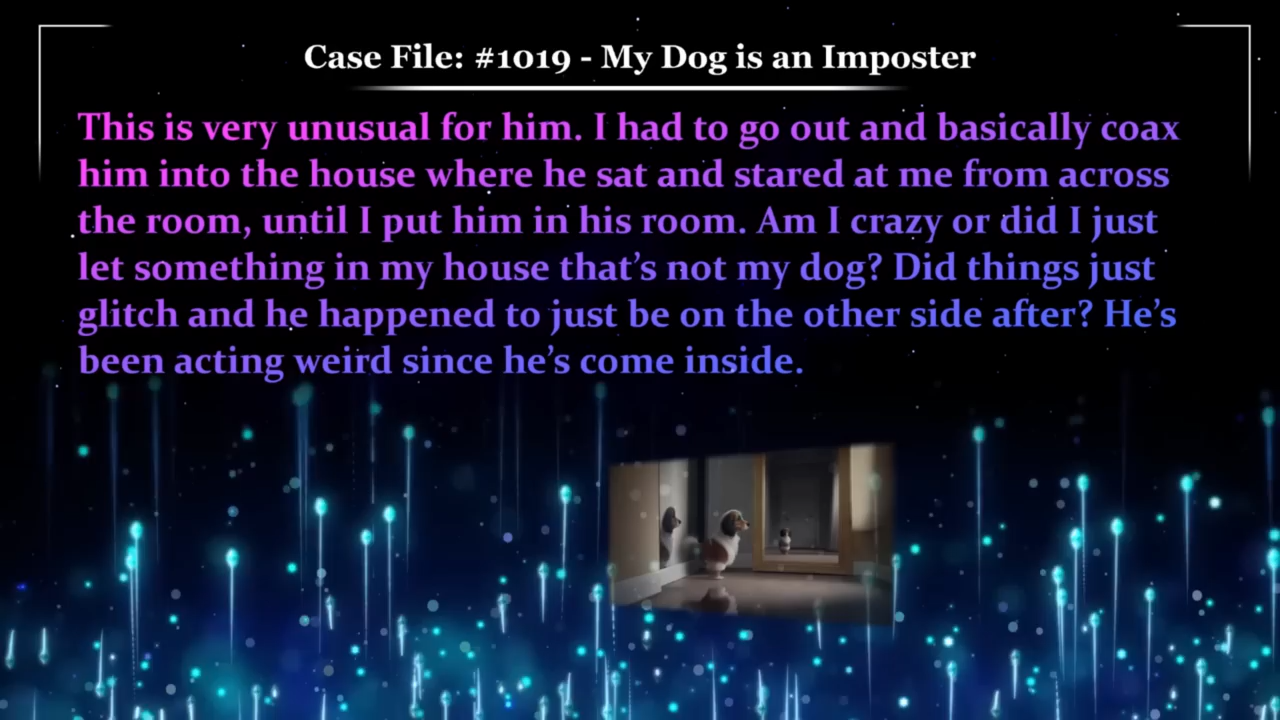 Case File: #1019 - My Dog is an Imposter
This is very unusual for him. I had to go out and basically coax
him into the house where he sat and stared at me from across
the room, until I put him in his room. Am I crazy or did I just
let something in my house that’s not my dog? Did things just
glitch and he happened to just be on the other side after? He’s
been acting weird since he’s come inside.